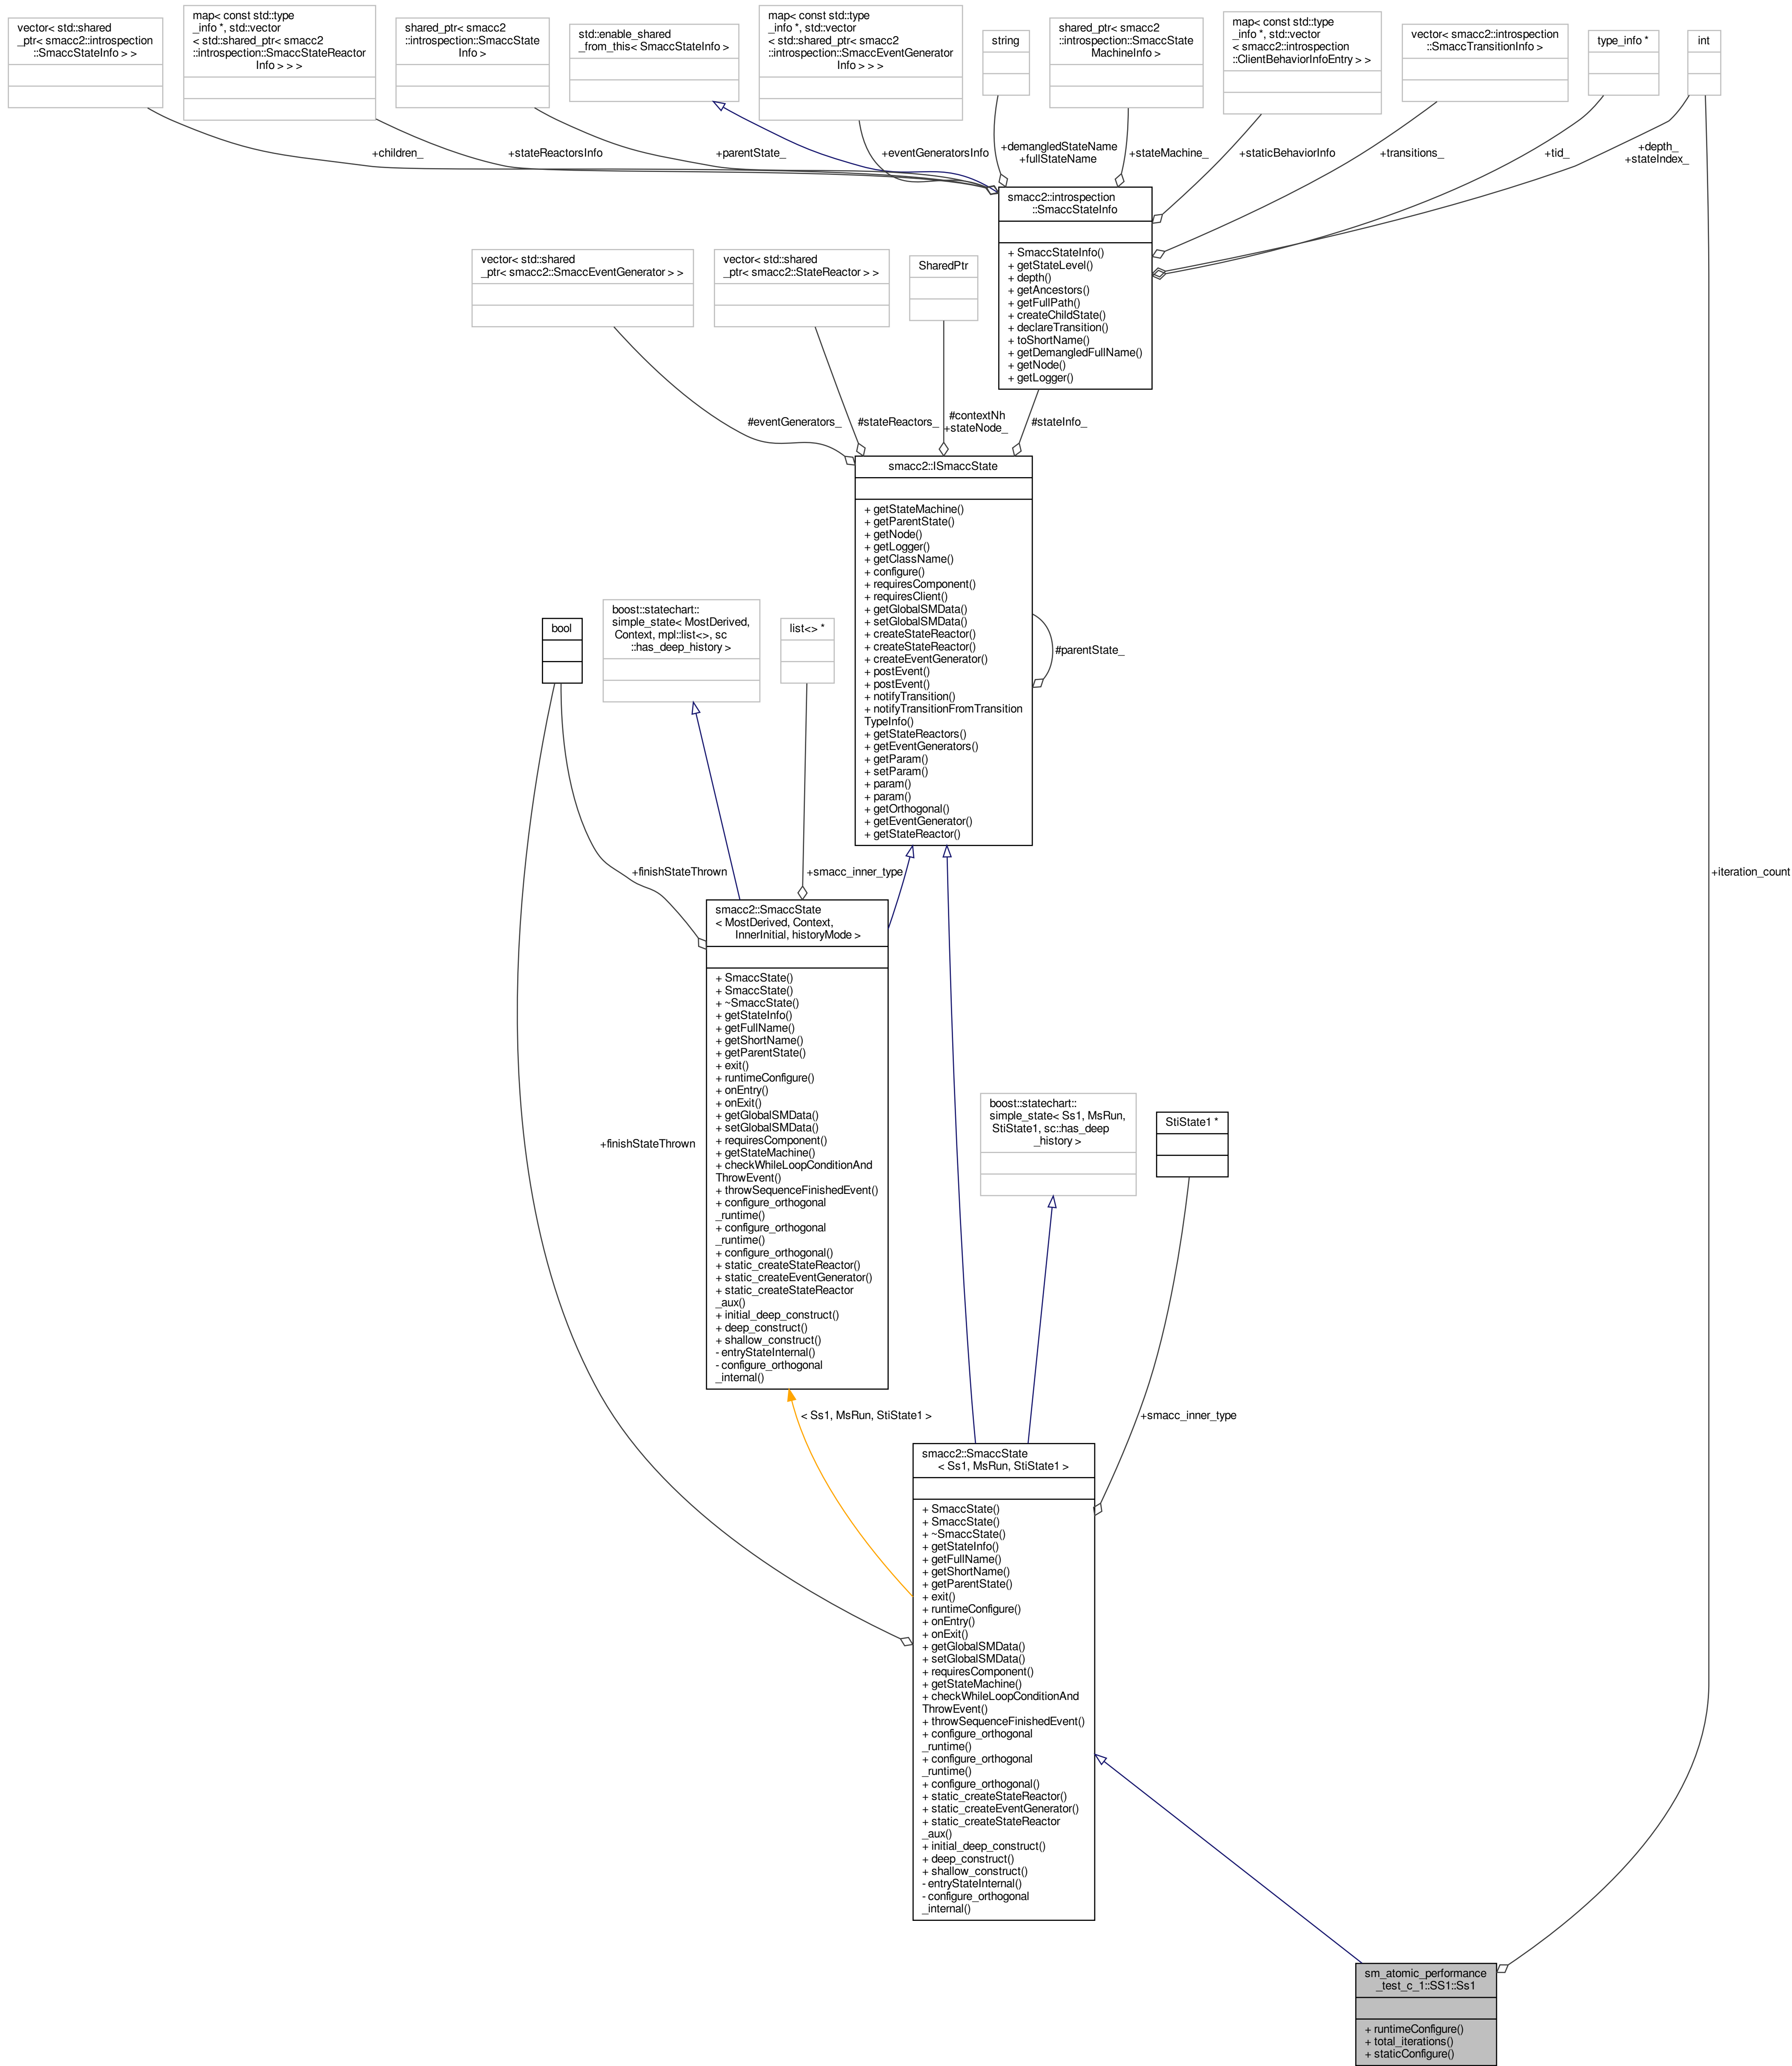 vector< std::shared
_ptr< smacc2::introspection
::SmaccStateInfo > >
map< const std::type
_info *, std::vector
< std::shared_ptr< smacc2
::introspection::SmaccStateReactor
Info > > >
shared_ptr< smacc2
::introspection::SmaccState
Info >
std::enable_shared
_from_this< SmaccStateInfo >
map< const std::type
_info *, std::vector
< std::shared_ptr< smacc2
::introspection::SmaccEventGenerator
Info > > >
string
shared_ptr< smacc2
::introspection::SmaccState
MachineInfo >
map< const std::type
_info *, std::vector
< smacc2::introspection
::ClientBehaviorInfoEntry > >
vector< smacc2::introspection
::SmaccTransitionInfo >
type_info *
int
+children_
+stateReactorsInfo
+parentState_
+eventGeneratorsInfo
+demangledStateName
+fullStateName
+stateMachine_
+staticBehaviorInfo
+transitions_
+tid_
+depth_
+stateIndex_
smacc2::introspection
::SmaccStateInfo
+ SmaccStateInfo()
+ getStateLevel()
+ depth()
+ getAncestors()
+ getFullPath()
+ createChildState()
+ declareTransition()
+ toShortName()
+ getDemangledFullName()
+ getNode()
+ getLogger()
vector< std::shared
_ptr< smacc2::SmaccEventGenerator > >
vector< std::shared
_ptr< smacc2::StateReactor > >
SharedPtr
#eventGenerators_
#stateReactors_
#contextNh
+stateNode_
#stateInfo_
smacc2::ISmaccState
+ getStateMachine()
+ getParentState()
+ getNode()
+ getLogger()
+ getClassName()
+ configure()
+ requiresComponent()
+ requiresClient()
+ getGlobalSMData()
+ setGlobalSMData()
+ createStateReactor()
+ createStateReactor()
+ createEventGenerator()
+ postEvent()
+ postEvent()
+ notifyTransition()
+ notifyTransitionFromTransition
TypeInfo()
+ getStateReactors()
+ getEventGenerators()
+ getParam()
+ setParam()
+ param()
+ param()
+ getOrthogonal()
+ getEventGenerator()
+ getStateReactor()
#parentState_
bool
boost::statechart::
simple_state< MostDerived,
Context, mpl::list<>, sc
::has_deep_history >
list<> *
+finishStateThrown
+smacc_inner_type
+iteration_count
smacc2::SmaccState
< MostDerived, Context,
InnerInitial, historyMode >
+ SmaccState()
+ SmaccState()
+ ~SmaccState()
+ getStateInfo()
+ getFullName()
+ getShortName()
+ getParentState()
+ exit()
+ runtimeConfigure()
+ onEntry()
+ onExit()
+ getGlobalSMData()
+ setGlobalSMData()
+ requiresComponent()
+ getStateMachine()
+ checkWhileLoopConditionAnd
ThrowEvent()
+ throwSequenceFinishedEvent()
+ configure_orthogonal
_runtime()
+ configure_orthogonal
_runtime()
+ configure_orthogonal()
+ static_createStateReactor()
+ static_createEventGenerator()
+ static_createStateReactor
_aux()
+ initial_deep_construct()
+ deep_construct()
+ shallow_construct()
- entryStateInternal()
- configure_orthogonal
_internal()
+finishStateThrown
boost::statechart::
simple_state< Ss1, MsRun,
StiState1, sc::has_deep
_history >
StiState1 *
< Ss1, MsRun, StiState1 >
+smacc_inner_type
smacc2::SmaccState
< Ss1, MsRun, StiState1 >
+ SmaccState()
+ SmaccState()
+ ~SmaccState()
+ getStateInfo()
+ getFullName()
+ getShortName()
+ getParentState()
+ exit()
+ runtimeConfigure()
+ onEntry()
+ onExit()
+ getGlobalSMData()
+ setGlobalSMData()
+ requiresComponent()
+ getStateMachine()
+ checkWhileLoopConditionAnd
ThrowEvent()
+ throwSequenceFinishedEvent()
+ configure_orthogonal
_runtime()
+ configure_orthogonal
_runtime()
+ configure_orthogonal()
+ static_createStateReactor()
+ static_createEventGenerator()
+ static_createStateReactor
_aux()
+ initial_deep_construct()
+ deep_construct()
+ shallow_construct()
- entryStateInternal()
- configure_orthogonal
_internal()
sm_atomic_performance
_test_c_1::SS1::Ss1
+ runtimeConfigure()
+ total_iterations()
+ staticConfigure()